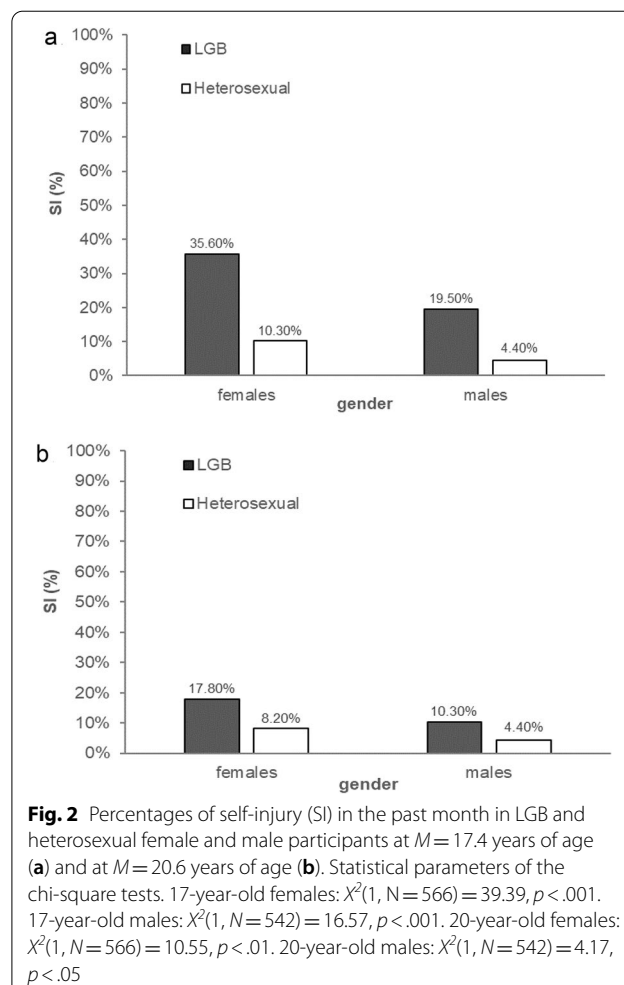 a
LGB
Heterosexual
100%
90%
80%
70%
60%
50%
40%
30%
20%
10%
0%
SI (%)
35.60%
10.30%
19.50%
4.40%
females
males
gender
b
LGB
Heterosexual
100%
90%
80%
70%
60%
50%
40%
30%
20%
10%
0%
SI (%)
17.80%
8.20%
10.30%
4.40%
females
males
gender
Fig. 2 Percentages of self-injury (SI) in the past month in LGB and
heterosexual female and male participants at M = 17.4 years of age
(a) and at M = 20.6 years of age (b). Statistical parameters of the
chi-square tests. 17-year-old females: X²(1, N = 566) = 39.39, p < .001.
17-year-old males: X²(1, N = 542) = 16.57, p < .001. 20-year-old females:
X²(1, N = 566) = 10.55, p < .01. 20-year-old males: X²(1, N = 542) = 4.17,
p < .05